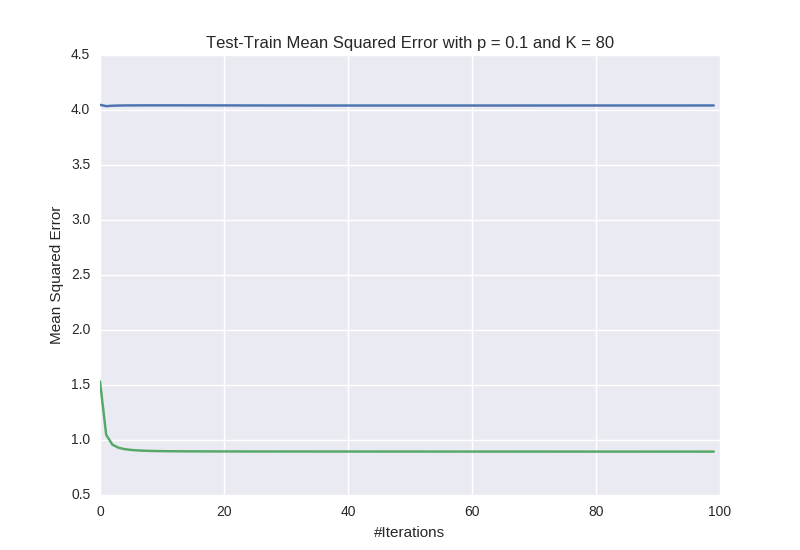 Test-Train Mean Squared Error with p = 0.1 and K = 80
4.5
4.0
3.5
3.0
2.5
2.0
1.5
1.0
0.5
Mean Squared Error
0 20 40 60 80 100
#Iterations